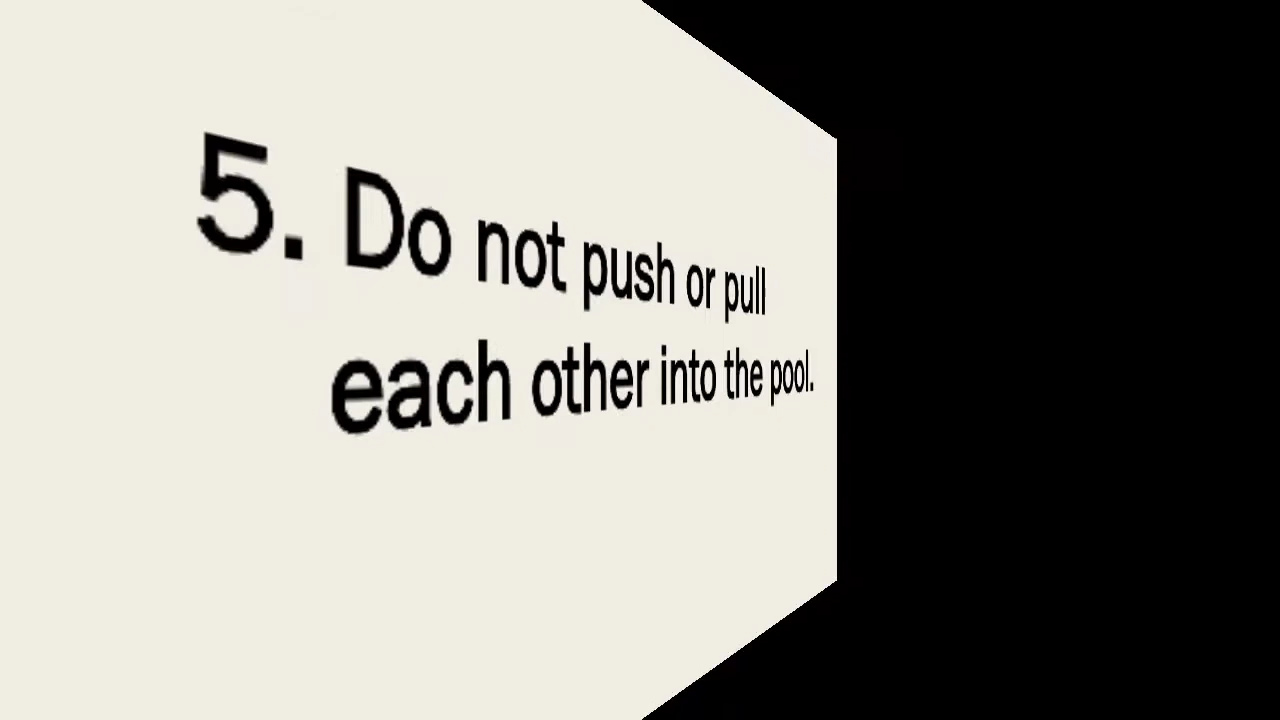 5. Do not push or pull
each other into the pool.